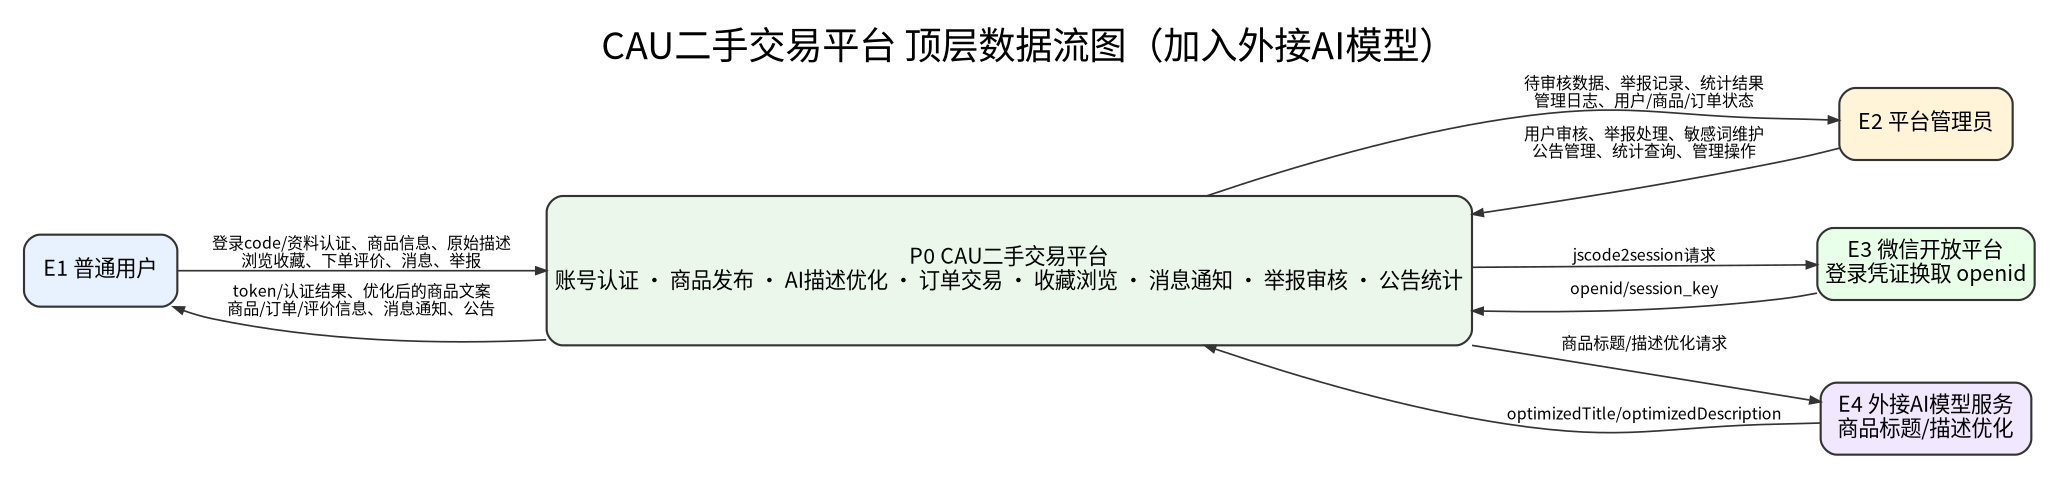 CAU二手交易平台 顶层数据流图（加入外接AI模型）
待审核数据、举报记录、统计结果
管理日志、用户/商品/订单状态
E2 平台管理员
用户审核、举报处理、敏感词维护
公告管理、统计查询、管理操作
E1 普通用户
登录code/资料认证、商品信息、原始描述
浏览收藏、下单评价、消息、举报
token/认证结果、优化后的商品文案
商品/订单/评价信息、消息通知、公告
P0 CAU二手交易平台
账号认证 · 商品发布 · AI描述优化 · 订单交易 · 收藏浏览 · 消息通知 · 举报审核 · 公告统计
jscode2session请求
openid/session_key
E3 微信开放平台
登录凭证换取 openid
商品标题/描述优化请求
optimizedTitle/optimizedDescription
E4 外接AI模型服务
商品标题/描述优化